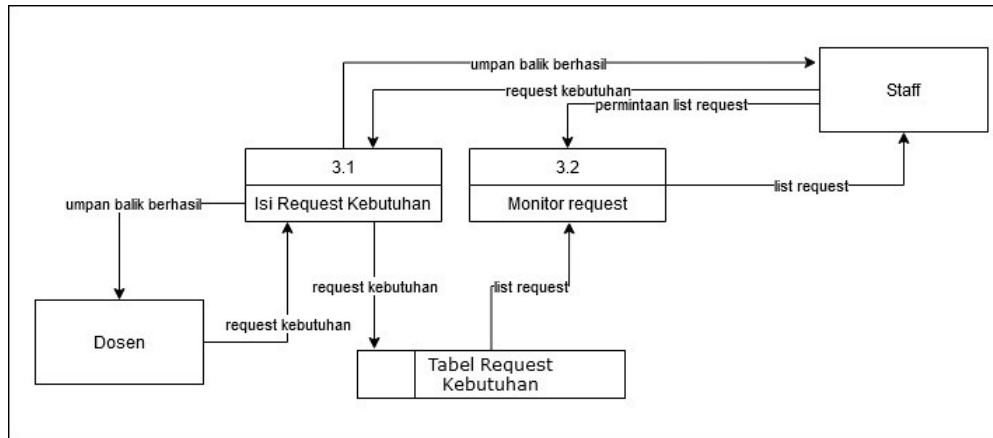 umpan balik berhasil
request kebutuhan
permintaan list request
Staff
3.1
Isi Request Kebutuhan
3.2
Monitor request
list request
umpan balik berhasil
request kebutuhan
list request
Dosen
request kebutuhan
Tabel Request
Kebutuhan